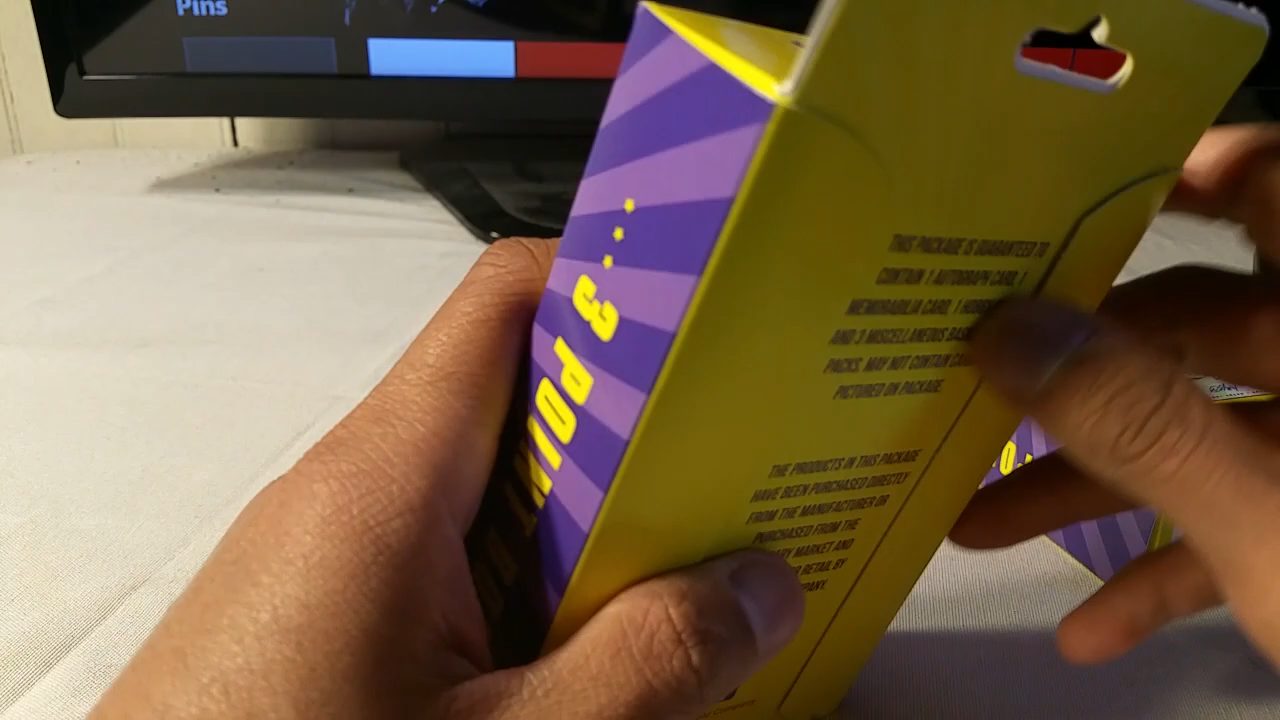 Pins
3 POINT
THIS PACKAGE IS GUARANTEED TO
CONTAIN 1 AUTOGRAPH CARD, 1
MEMORABILIA CARD, 1
AND 3 MISCELLANEOUS
PACKS. MAY NOT CONTAIN
PICTURED ON PACKAGE.
THE PRODUCTS IN THIS PACKAGE
HAVE BEEN PURCHASED DIRECTLY
FROM THE MANUFACTURER OR
PURCHASED FROM THE
MARKET AND
RETAIL BY